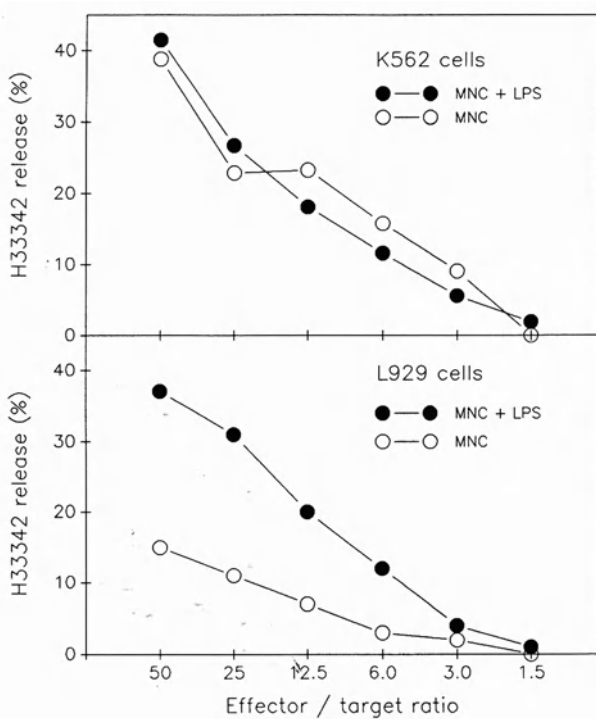 K562 cells
MNC + LPS
MNC
H33342 release (%)
40
30
20
10
0
L929 cells
MNC + LPS
MNC
H33342 release (%)
40
30
20
10
0
50 25 12.5 6.0 3.0 1.5
Effector / target ratio